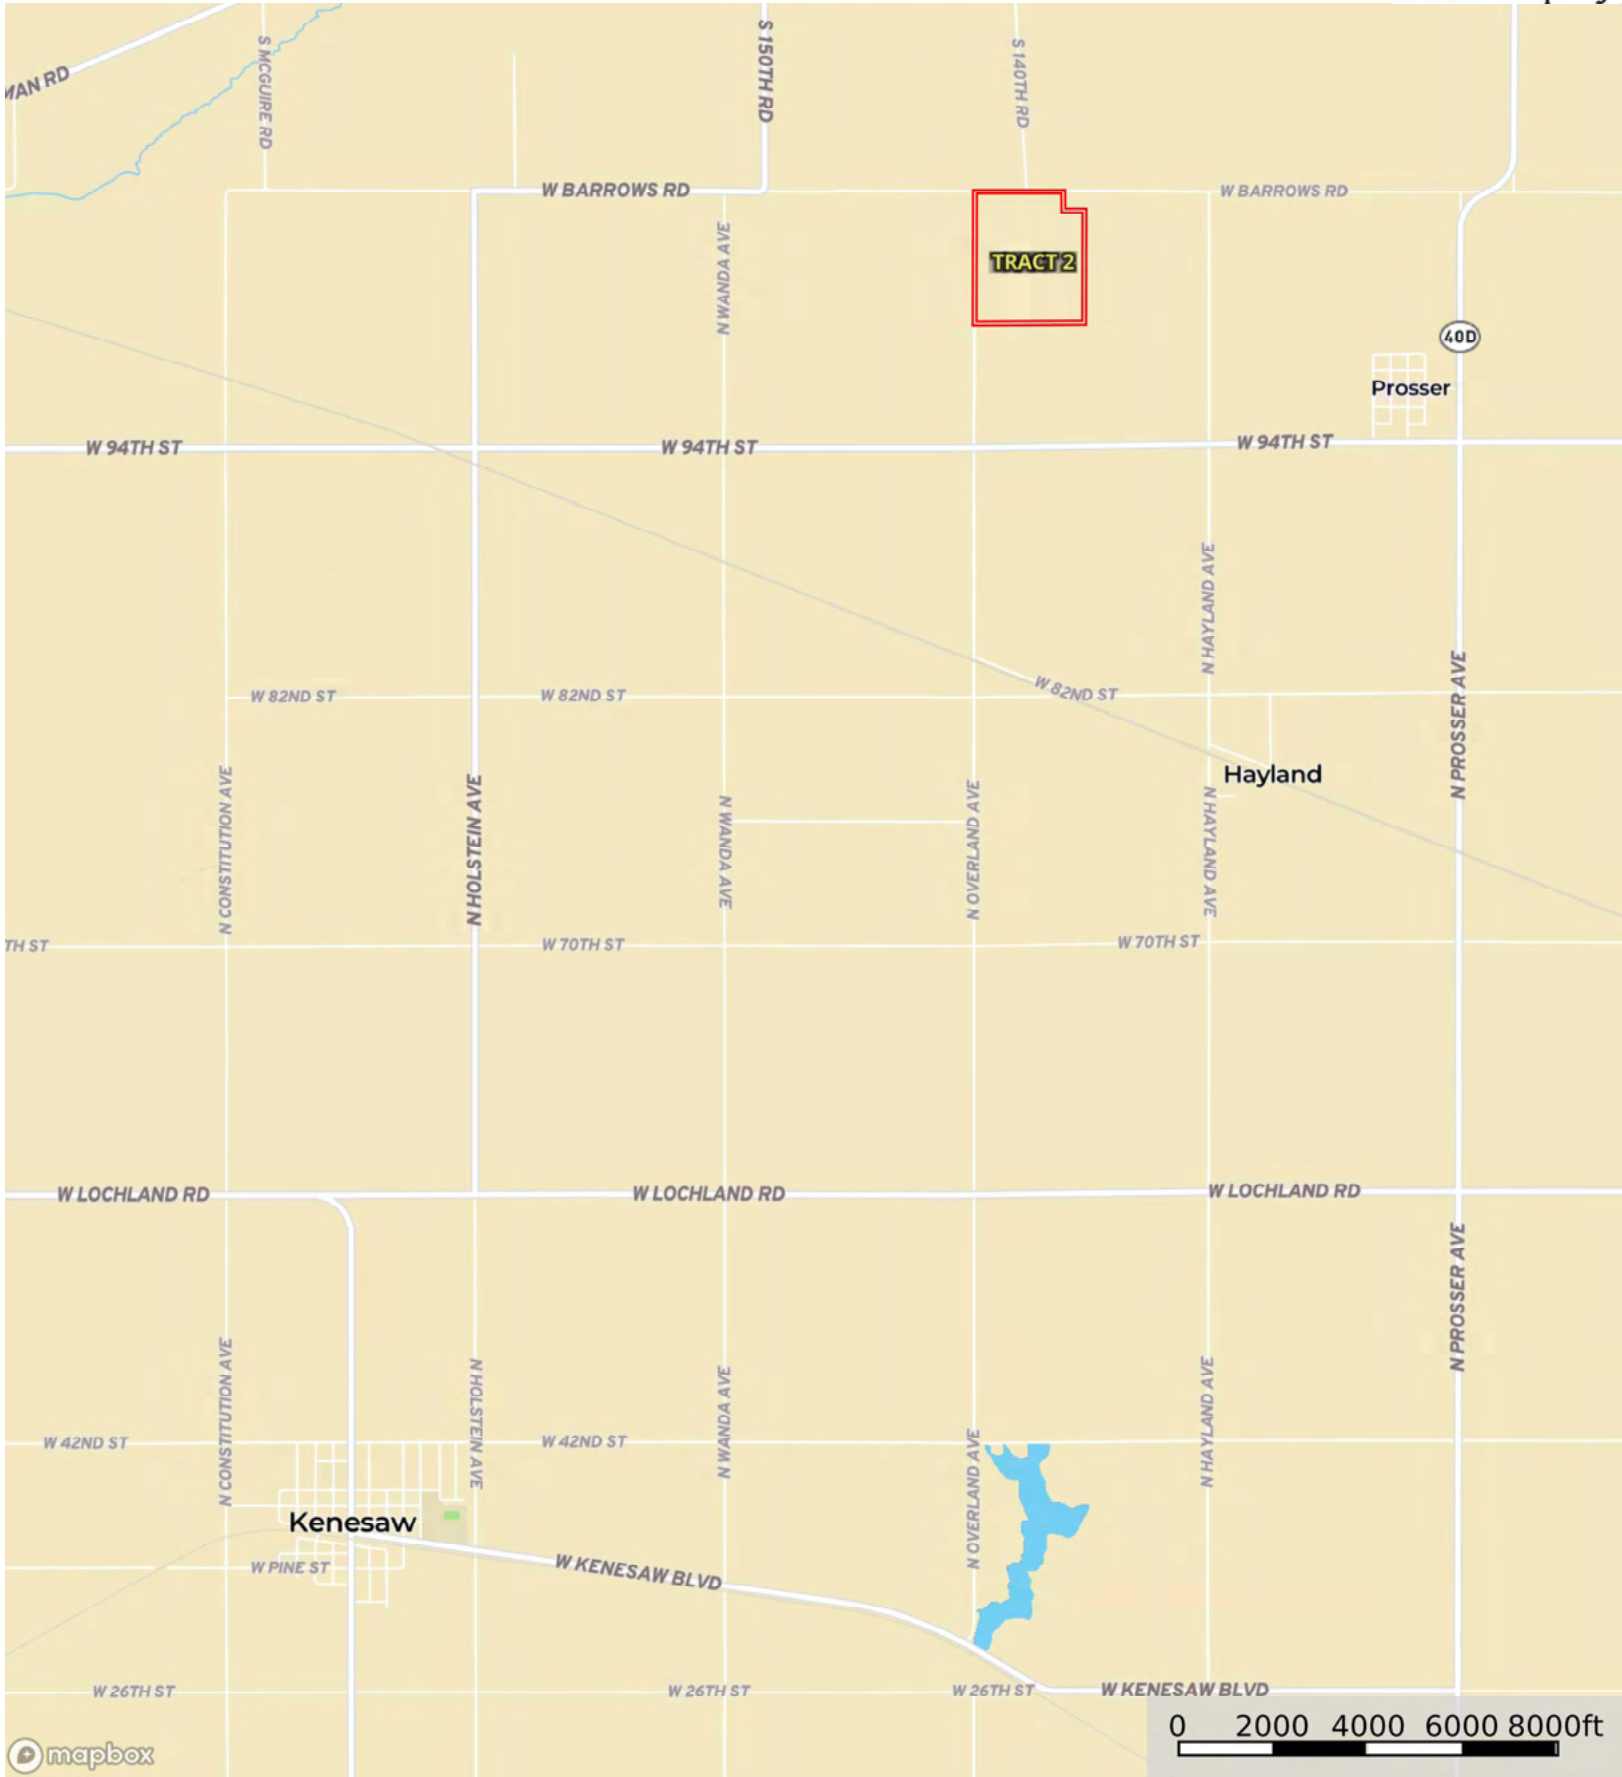 MAN RD
S MCGUIRE RD
S 150TH RD
S 140TH RD
W BARROWS RD
W BARROWS RD
N WANDA AVE
TRACT 2
40D
Prosser
W 94TH ST
W 94TH ST
W 94TH ST
N HAYLAND AVE
W 82ND ST
W 82ND ST
W 82ND ST
N PROSSER AVE
Hayland
N CONSTITUTION AVE
N HOLSTEIN AVE
N WANDA AVE
N OVERLAND AVE
N HAYLAND AVE
TH ST
W 70TH ST
W 70TH ST
W LOCHLAND RD
W LOCHLAND RD
W LOCHLAND RD
N PROSSER AVE
N CONSTITUTION AVE
N HOLSTEIN AVE
N WANDA AVE
N OVERLAND AVE
N HAYLAND AVE
W 42ND ST
W 42ND ST
Kenesaw
W PINE ST
W KENESAW BLVD
W 26TH ST
W 26TH ST
W 26TH ST
W KENESAW BLVD
0 2000 4000 6000 8000ft
mapbox